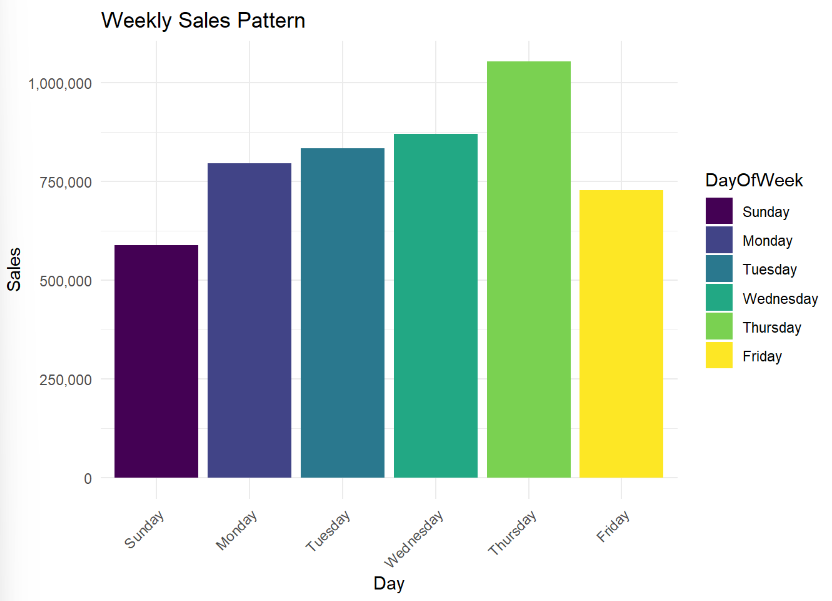 Weekly Sales Pattern
1,000,000
750,000
500,000
250,000
0
Sales
Sunday
Monday
Tuesday
Wednesday
Thursday
Friday
Day
DayOfWeek
Sunday
Monday
Tuesday
Wednesday
Thursday
Friday